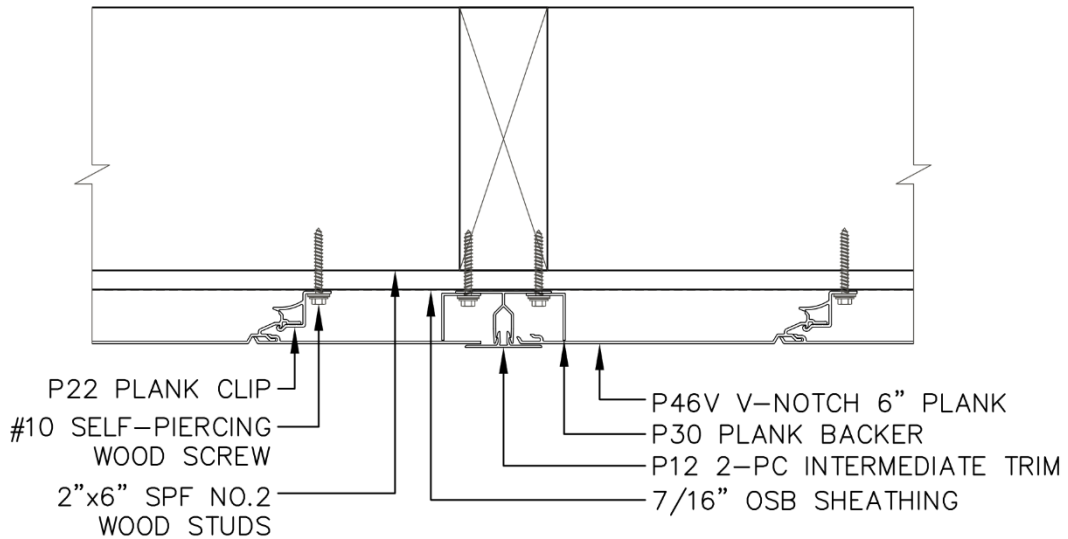 P22 PLANK CLIP
#10 SELF-PIERCING
WOOD SCREW
2”x6” SPF NO.2
WOOD STUDS
P46V V-NOTCH 6” PLANK
P30 PLANK BACKER
P12 2-PC INTERMEDIATE TRIM
7/16” OSB SHEATHING